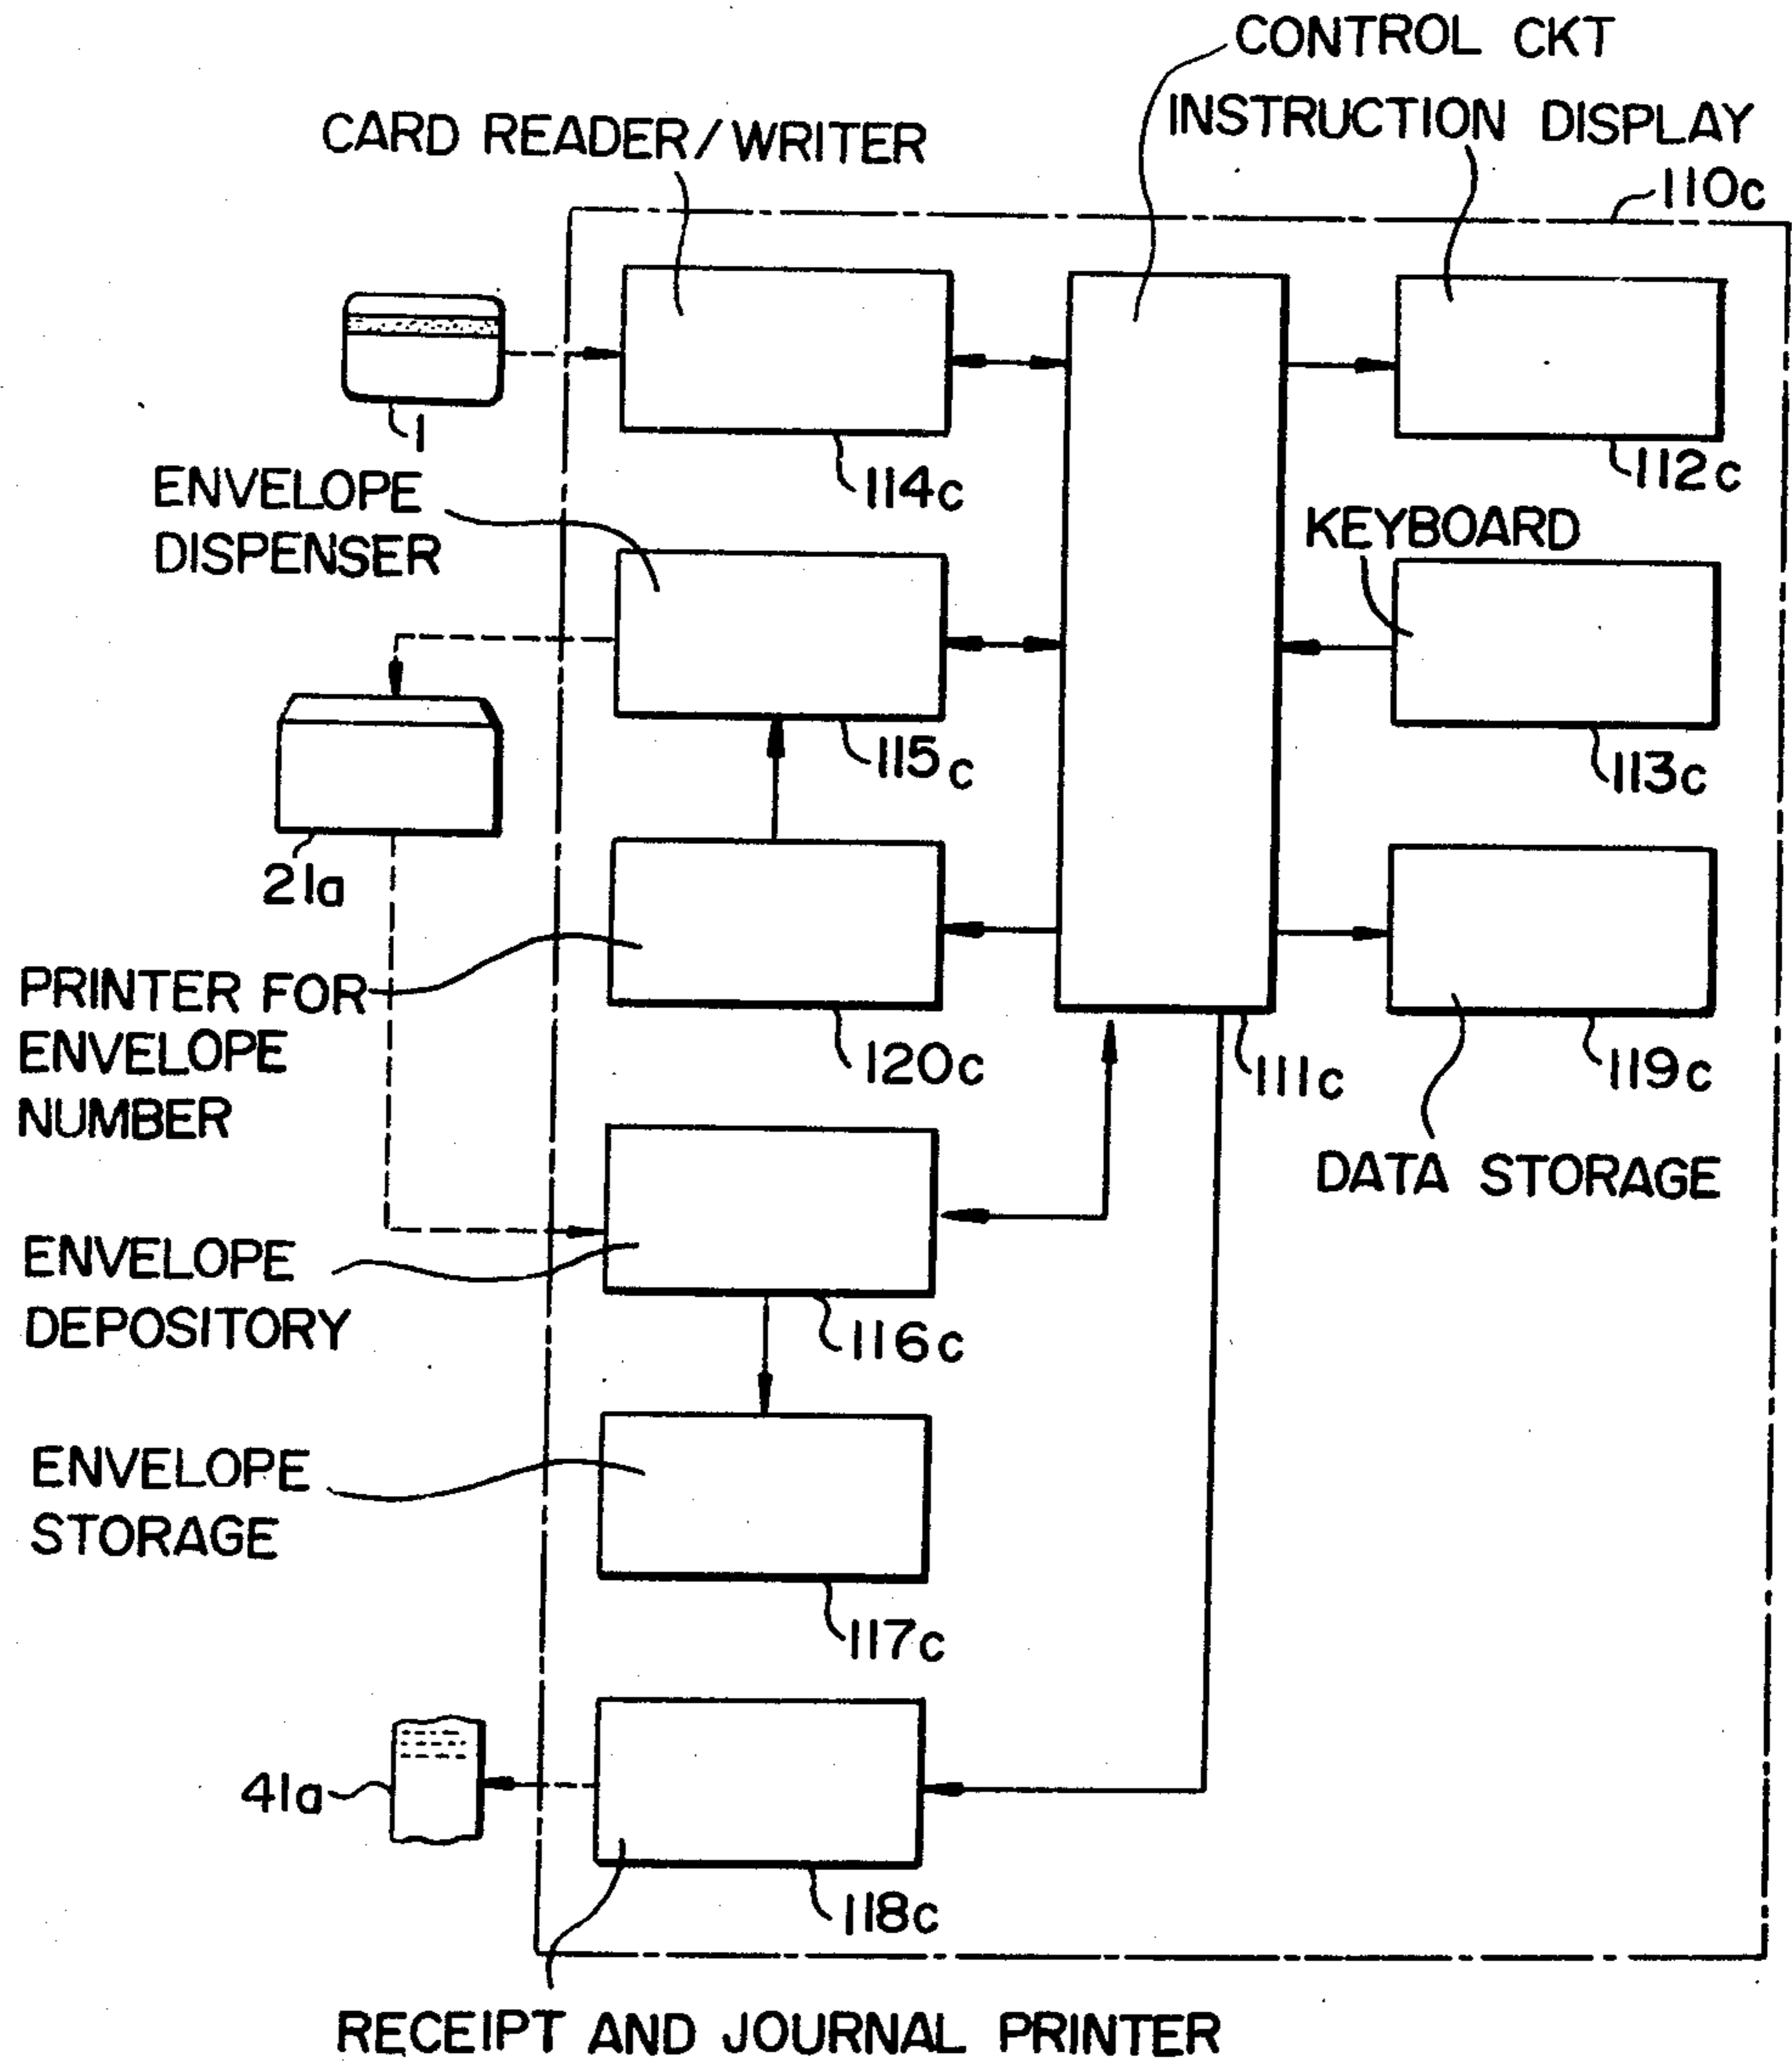 CONTROL CKT
INSTRUCTION DISPLAY
CARD READER/WRITER
110c
1
114c
112c
ENVELOPE
DISPENSER
KEYBOARD
115c
113c
21a
PRINTER FOR
ENVELOPE
NUMBER
120c
111c
119c
DATA STORAGE
ENVELOPE
DEPOSITORY
116c
ENVELOPE
STORAGE
117c
41a
118c
RECEIPT AND JOURNAL PRINTER